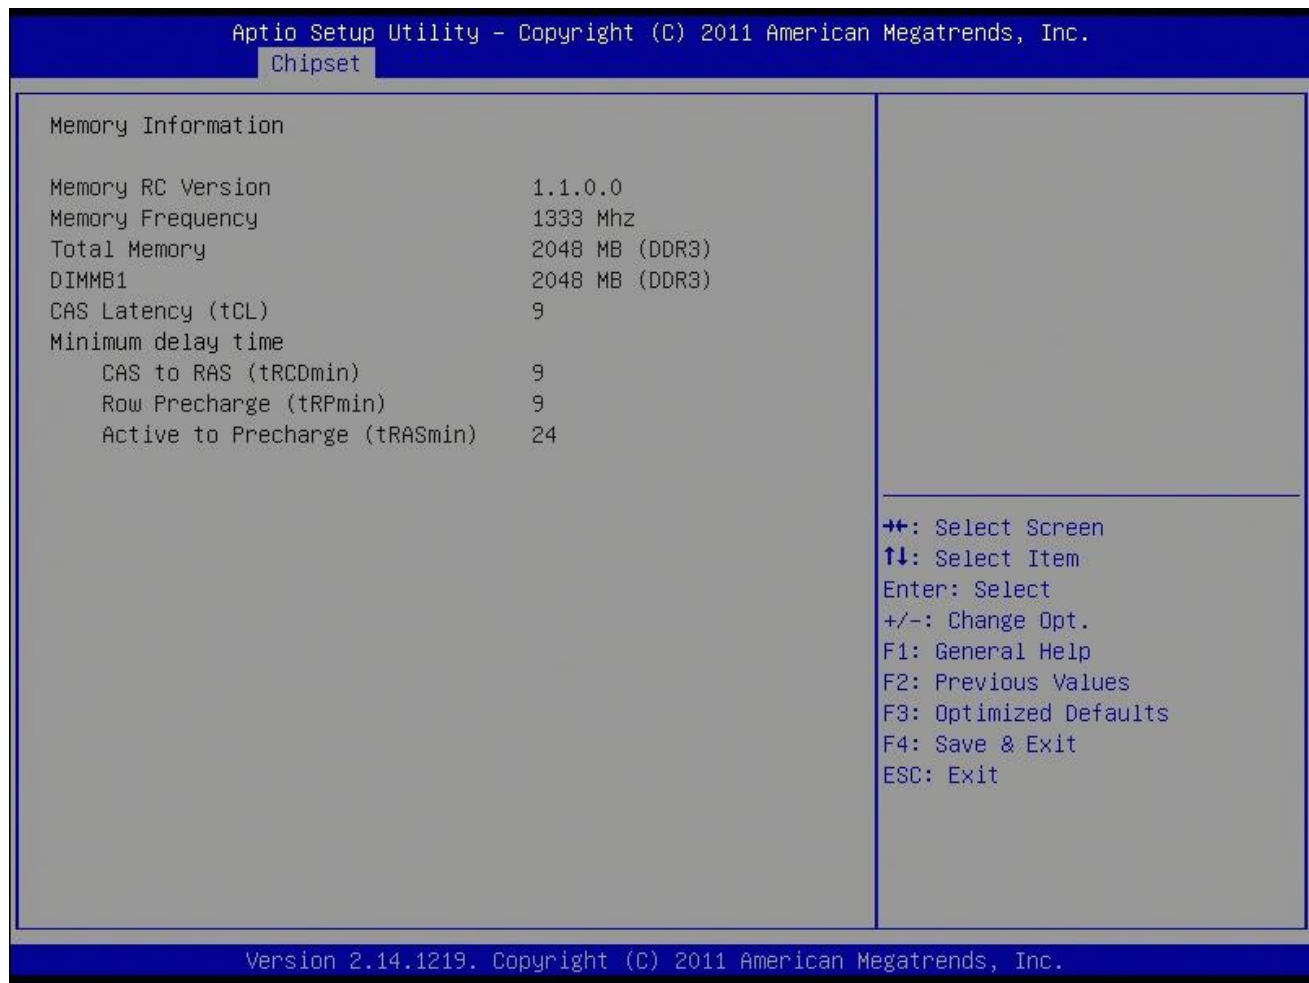 Aptio Setup Utility – Copyright (C) 2011 American Megatrends, Inc.
Chipset
Memory Information
Memory RC Version 1.1.0.0
Memory Frequency 1333 Mhz
Total Memory 2048 MB (DDR3)
DIMMB1 2048 MB (DDR3)
CAS Latency (tCL) 9
Minimum delay time
CAS to RAS (tRCDmin) 9
Row Precharge (tRPmin) 9
Active to Precharge (tRASmin) 24
→←: Select Screen
↑↓: Select Item
Enter: Select
+/-: Change Opt.
F1: General Help
F2: Previous Values
F3: Optimized Defaults
F4: Save & Exit
ESC: Exit
Version 2.14.1219. Copyright (C) 2011 American Megatrends, Inc.